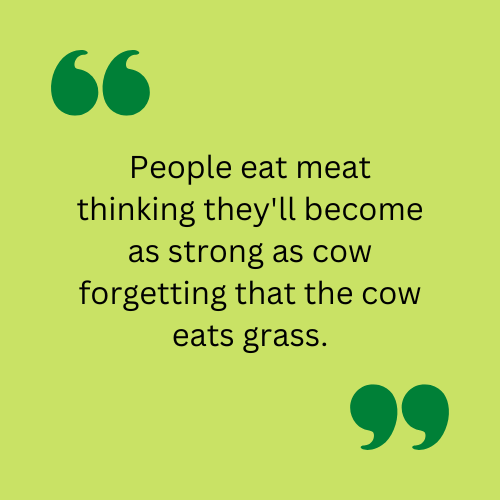 People eat meat
thinking they'll become
as strong as cow
forgetting that the cow
eats grass.